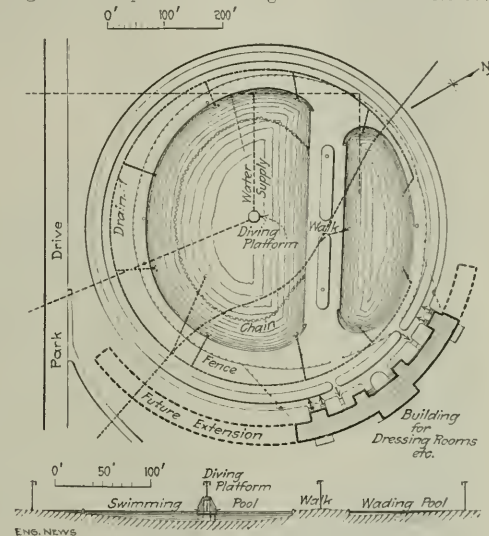 0' 100' 200'
N
Drain
Water
Supply
Diving
Platform
Walk
Chain
Drive
Park
Fence
Future Extension
Building
for
Dressing Rooms
etc.
0' 50' 100'
Diving
Platform
Swimming Pool Walk Wading Pool
ENG. NEWS